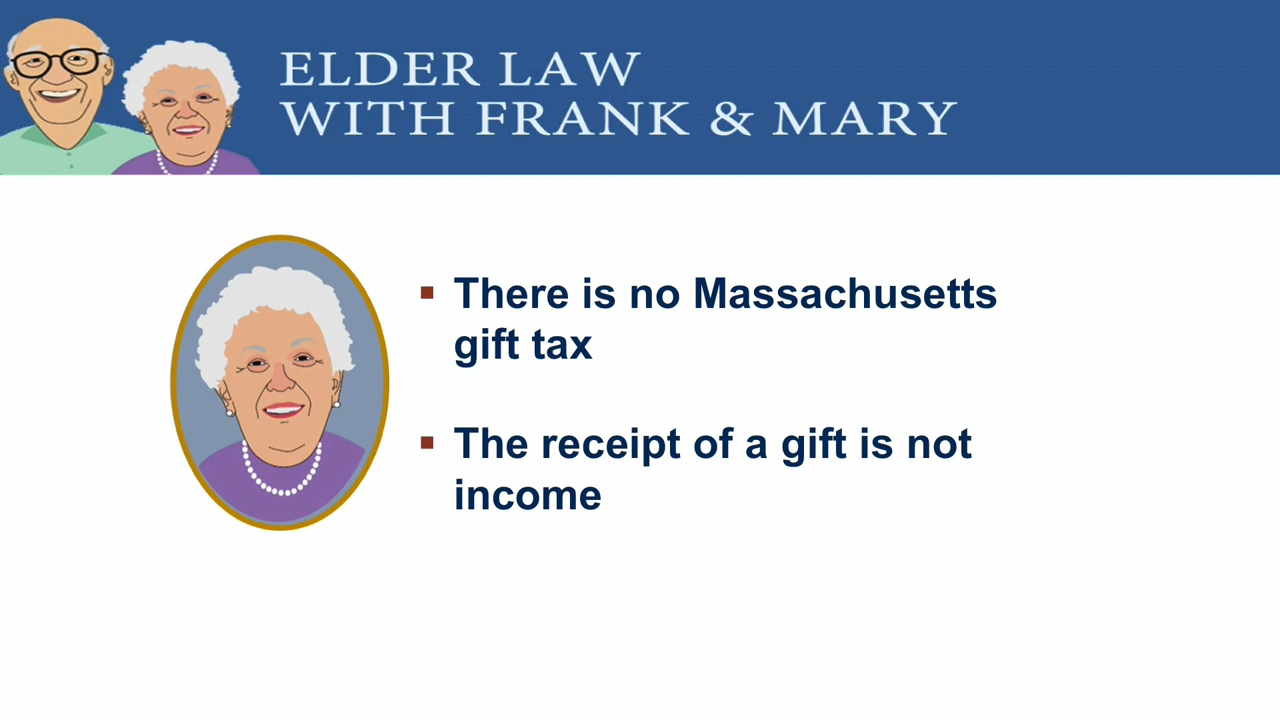 ELDER LAW
WITH FRANK & MARY
▪ There is no Massachusetts
gift tax
▪ The receipt of a gift is not
income